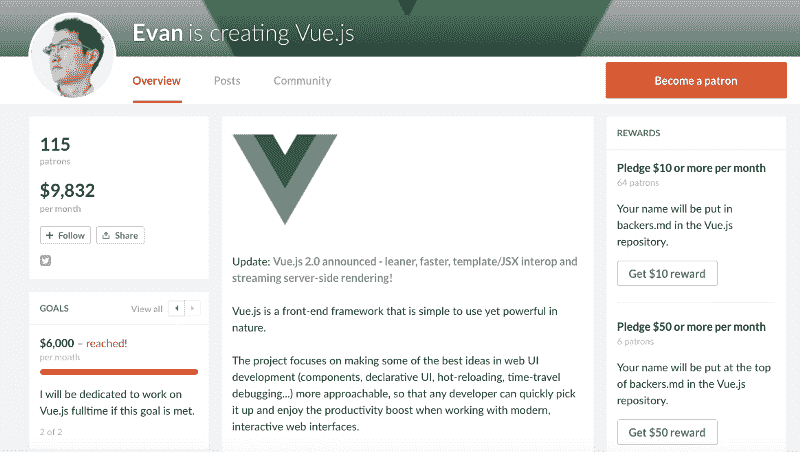 Evan is creating Vue.js
Overview
Posts
Community
Become a patron
115
patrons
$9,832
per month
+ Follow
Share
GOALS
View all
$6,000 – reached!
per month
I will be dedicated to work on
Vue.js fulltime if this goal is met.
2 of 2
Update: Vue.js 2.0 announced - leaner, faster, template/JSX interop and
streaming server-side rendering!
Vue.js is a front-end framework that is simple to use yet powerful in
nature.
The project focuses on making some of the best ideas in web UI
development (components, declarative UI, hot-reloading, time-travel
debugging...) more approachable, so that any developer can quickly pick
it up and enjoy the productivity boost when working with modern,
interactive web interfaces.
REWARDS
Pledge $10 or more per month
64 patrons
Your name will be put in
backers.md in the Vue.js
repository.
Get $10 reward
Pledge $50 or more per month
6 patrons
Your name will be put at the top
of backers.md in the Vue.js
repository.
Get $50 reward